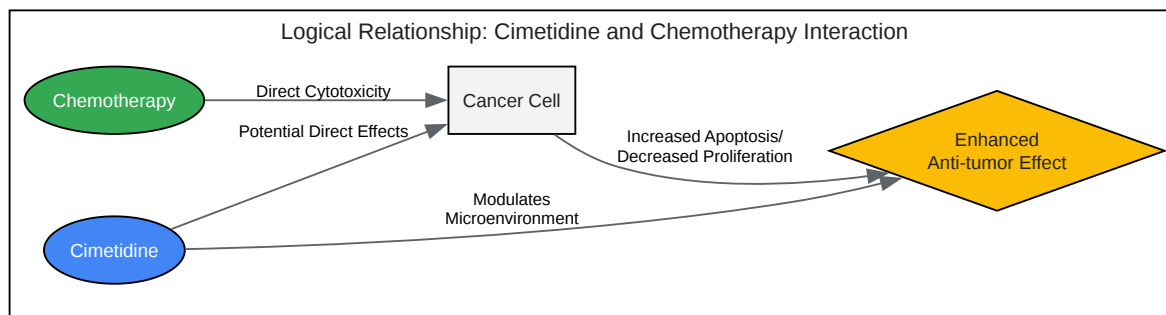 Logical Relationship: Cimetidine and Chemotherapy Interaction
Chemotherapy
Direct Cytotoxicity
Cancer Cell
Potential Direct Effects
Increased Apoptosis/
Decreased Proliferation
Enhanced
Anti-tumor Effect
Modulates
Microenvironment
Cimetidine